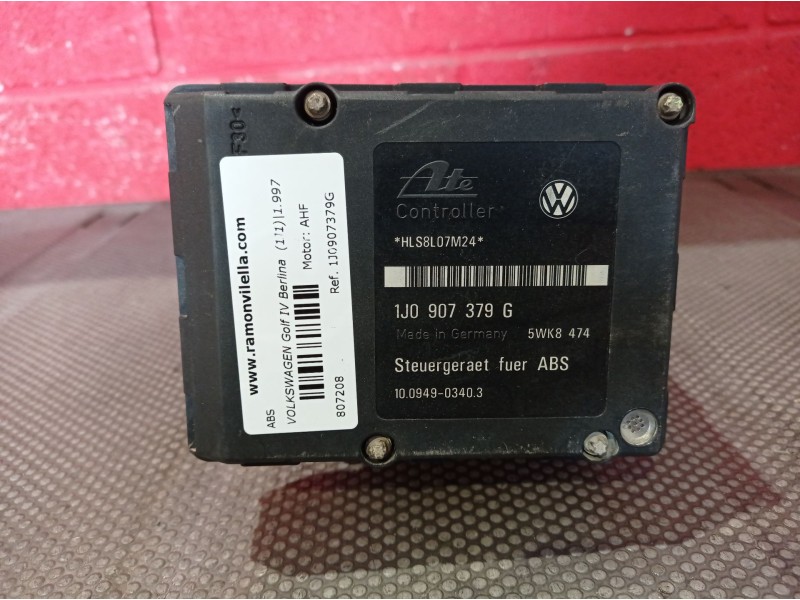 F304
www.ramonvilella.com
ABS
VOLKSWAGEN Golf IV Berlina (1J1)|1.997
Motor: AHF
Ref. 1J0907379G
807208
Ate
Controller
*HLS8L07M24*
1J0 907 379 G
Made in Germany 5WK8 474
Steuergeraet fuer ABS
10.0949-0340.3